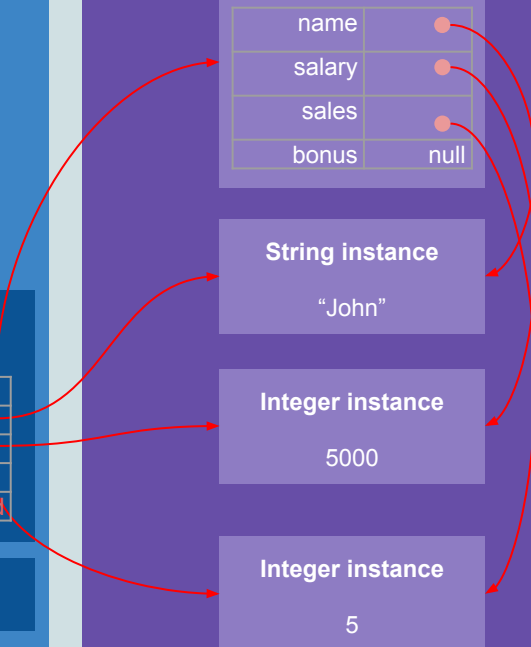 name
salary
sales
bonus null
String instance
“John”
Integer instance
5000
Integer instance
5